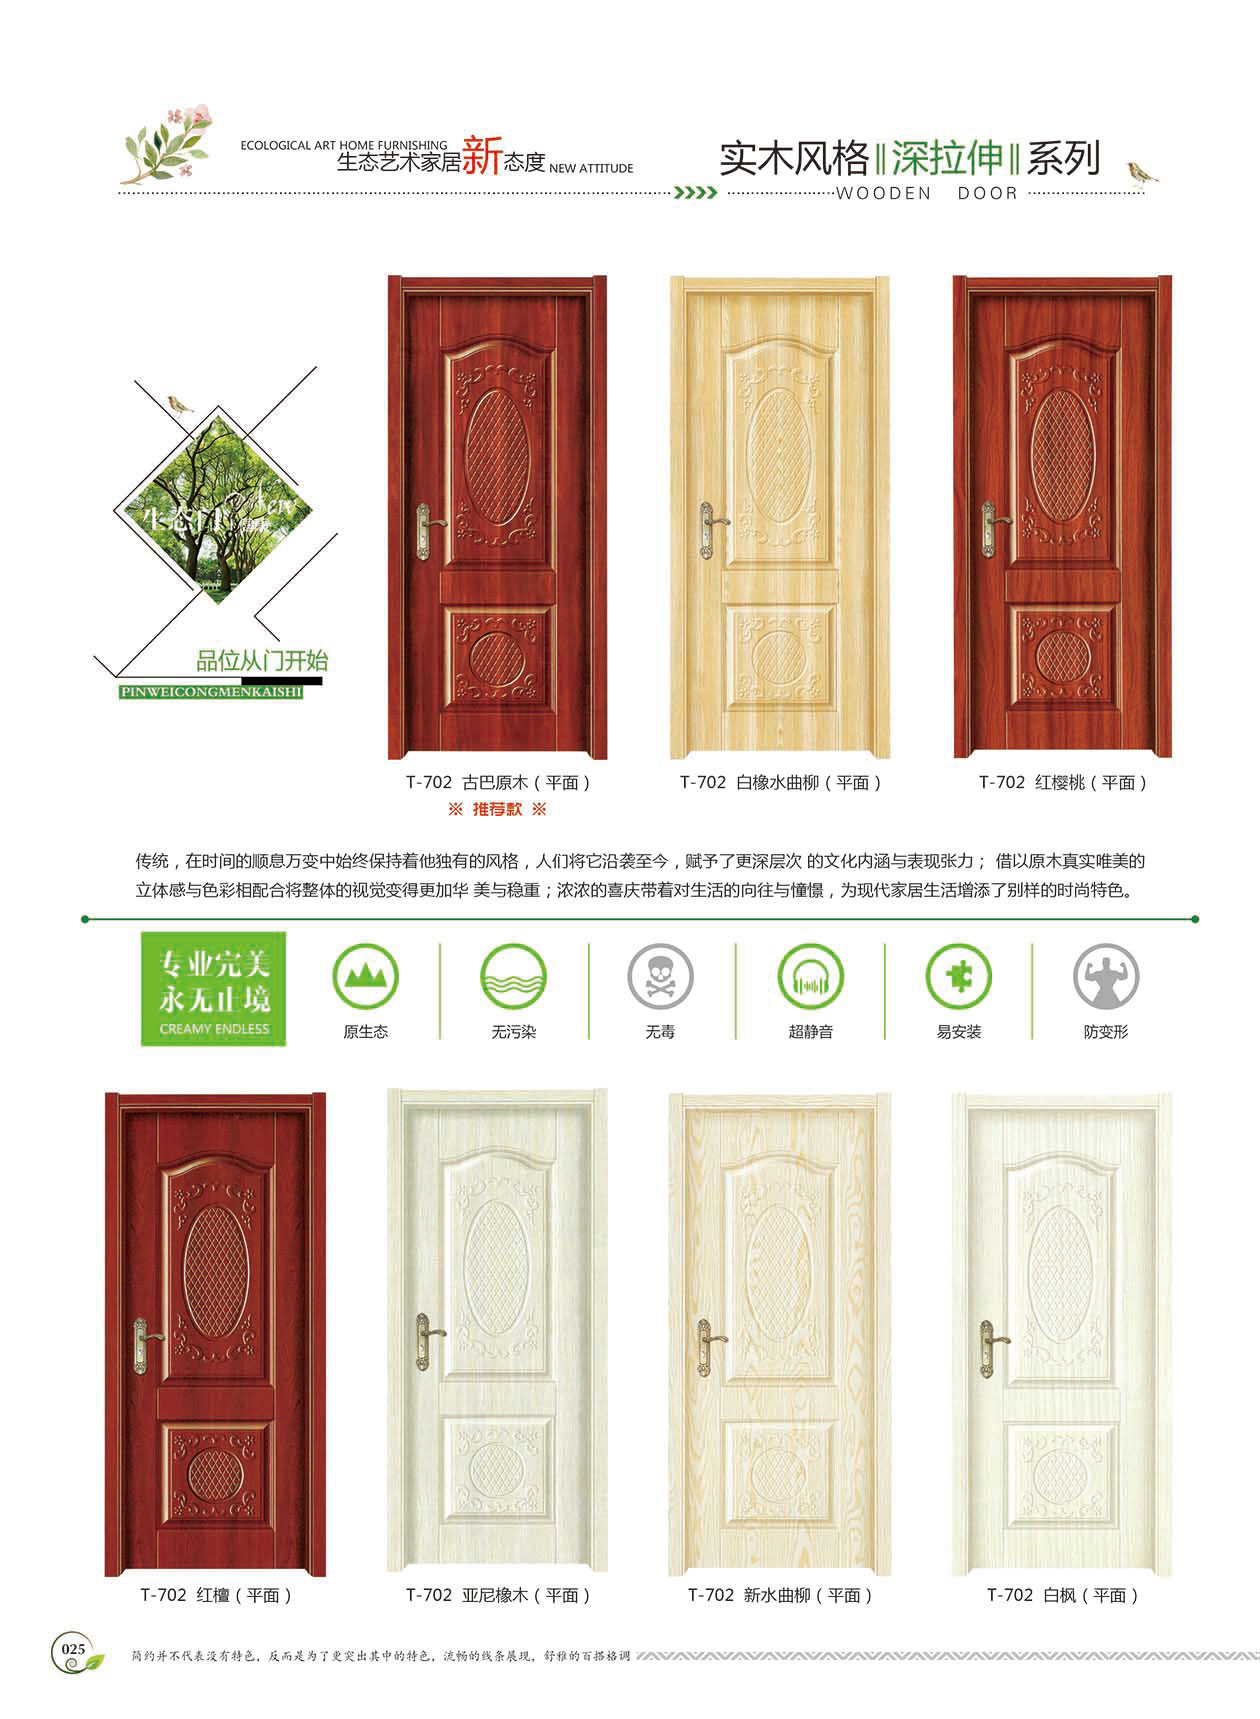 ECOLOGICAL ART HOME FURNISHING
生态艺术家居新态度 NEW ATTITUDE
实木风格‖深拉伸‖系列
WOODEN DOOR
生态门
品位从门开始
PINWEICONGMENKAISHI
T-702 古巴原木（平面）
※ 推荐款 ※
T-702 白橡水曲柳（平面）
T-702 红樱桃（平面）
传统，在时间的顺息万变中始终保持着他独有的风格，人们将它沿袭至今，赋予了更深层次 的文化内涵与表现张力； 借以原木真实唯美的
立体感与色彩相配合将整体的视觉变得更加华 美与稳重；浓浓的喜庆带着对生活的向往与憧憬，为现代家居生活增添了别样的时尚特色。
专业完美
永无止境
CREAMY ENDLESS
原生态
无污染
无毒
超静音
易安装
防变形
T-702 红檀（平面）
T-702 亚尼橡木（平面）
T-702 新水曲柳（平面）
T-702 白枫（平面）
025
简约并不代表没有特色，反而是为了更突出其中的特色，流畅的线条展现，舒雅的百搭格调